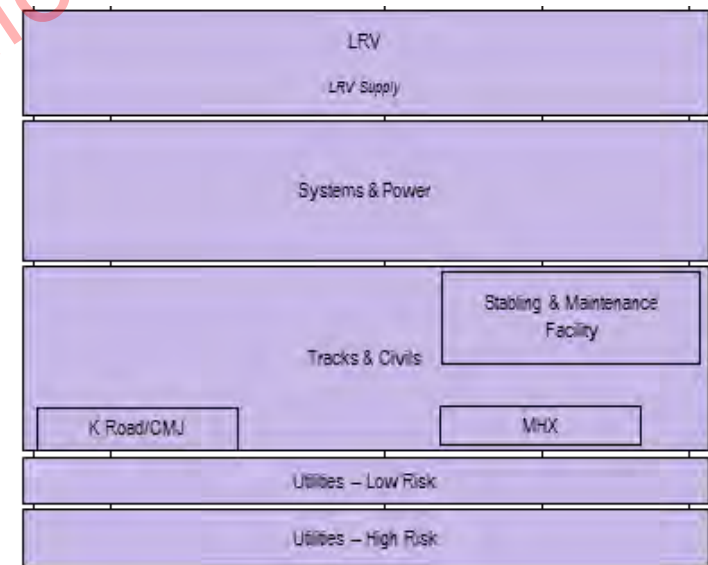 LRV
LRV Supply
Systems & Power
Stabling & Maintenance
Facility
Tracks & Civils
K Road/CMJ
MHX
Utilities – Low Risk
Utilities – High Risk